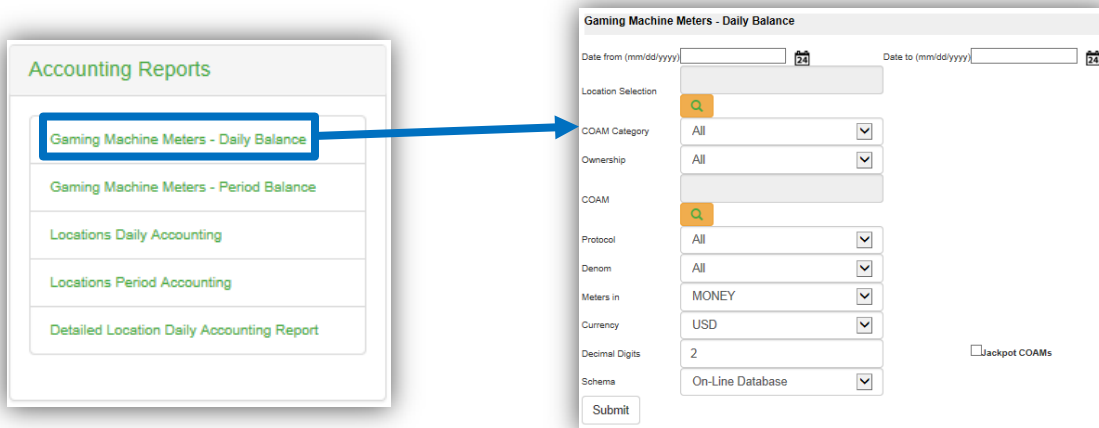 Accounting Reports
Gaming Machine Meters - Daily Balance
Gaming Machine Meters - Period Balance
Locations Daily Accounting
Locations Period Accounting
Detailed Location Daily Accounting Report
Gaming Machine Meters - Daily Balance
Date from (mm/dd/yyyy) 24 Date to (mm/dd/yyyy) 24
Location Selection
COAM Category All
Ownership All
COAM
Protocol All
Denom All
Meters in MONEY
Currency USD
Decimal Digits 2 Jackpot COAMs
Schema On-Line Database
Submit